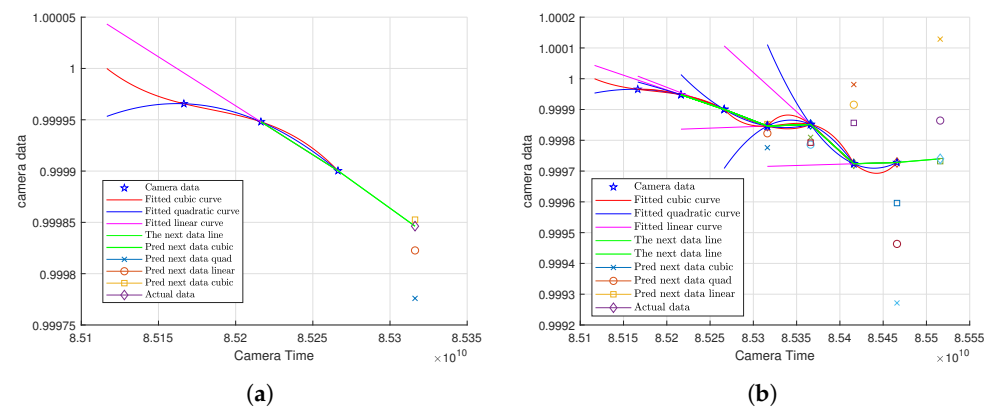 1.00005
1
0.99995
0.9999
0.99985
0.9998
0.99975
camera data
Camera data
Fitted cubic curve
Fitted quadratic curve
Fitted linear curve
The next data line
Pred next data cubic
Pred next data quad
Pred next data linear
Pred next data cubic
Actual data
8.51 8.515 8.52 8.525 8.53 8.535
Camera Time
×10^10
(a)
1.0002
1.0001
1
0.9999
0.9998
0.9997
0.9996
0.9995
0.9994
0.9993
0.9992
camera data
Camera data
Fitted cubic curve
Fitted quadratic curve
Fitted linear curve
The next data line
The next data line
Pred next data cubic
Pred next data quad
Pred next data linear
Actual data
8.51 8.515 8.52 8.525 8.53 8.535 8.54 8.545 8.55 8.555
Camera Time
×10^10
(b)